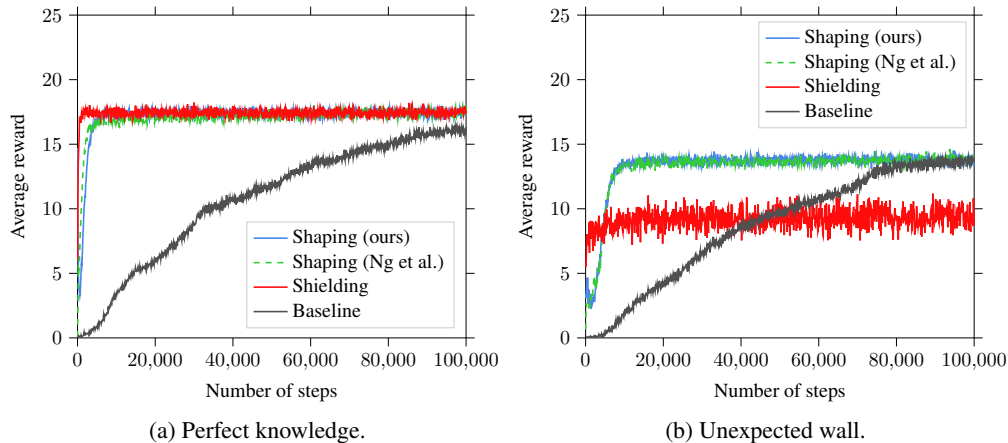 25
20
15
10
5
0
Average reward
0 20,000 40,000 60,000 80,000 100,000
Number of steps
Shaping (ours)
Shaping (Ng et al.)
Shielding
Baseline
(a) Perfect knowledge.
25
20
15
10
5
0
Average reward
0 20,000 40,000 60,000 80,000 100,000
Number of steps
Shaping (ours)
Shaping (Ng et al.)
Shielding
Baseline
(b) Unexpected wall.